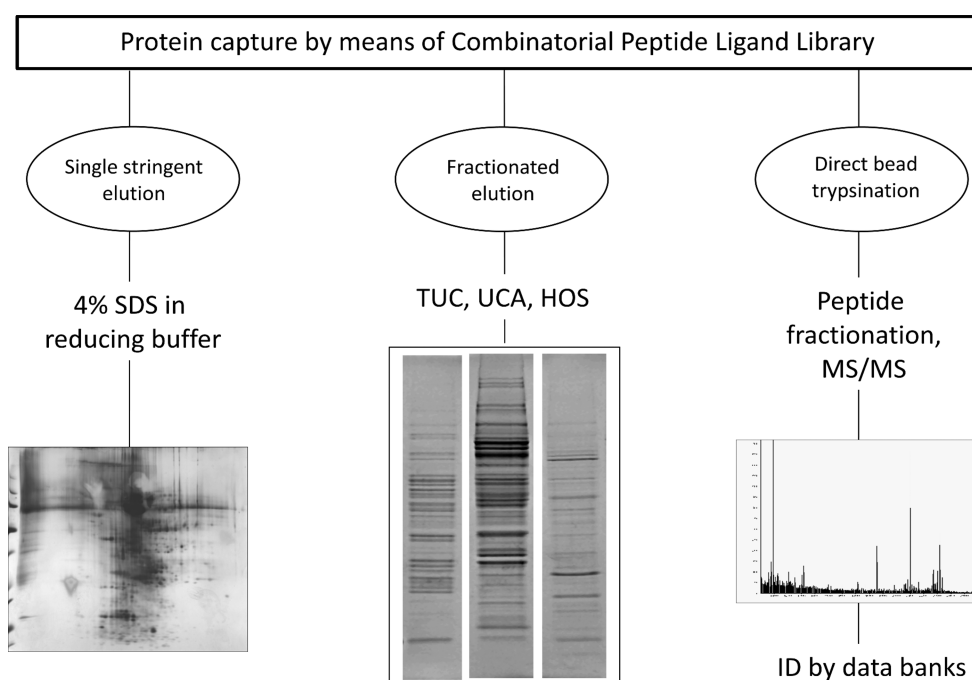 Protein capture by means of Combinatorial Peptide Ligand Library
Single stringent
elution
Fractionated
elution
Direct bead
trypsination
4% SDS in
reducing buffer
TUC, UCA, HOS
Peptide
fractionation,
MS/MS
ID by data banks